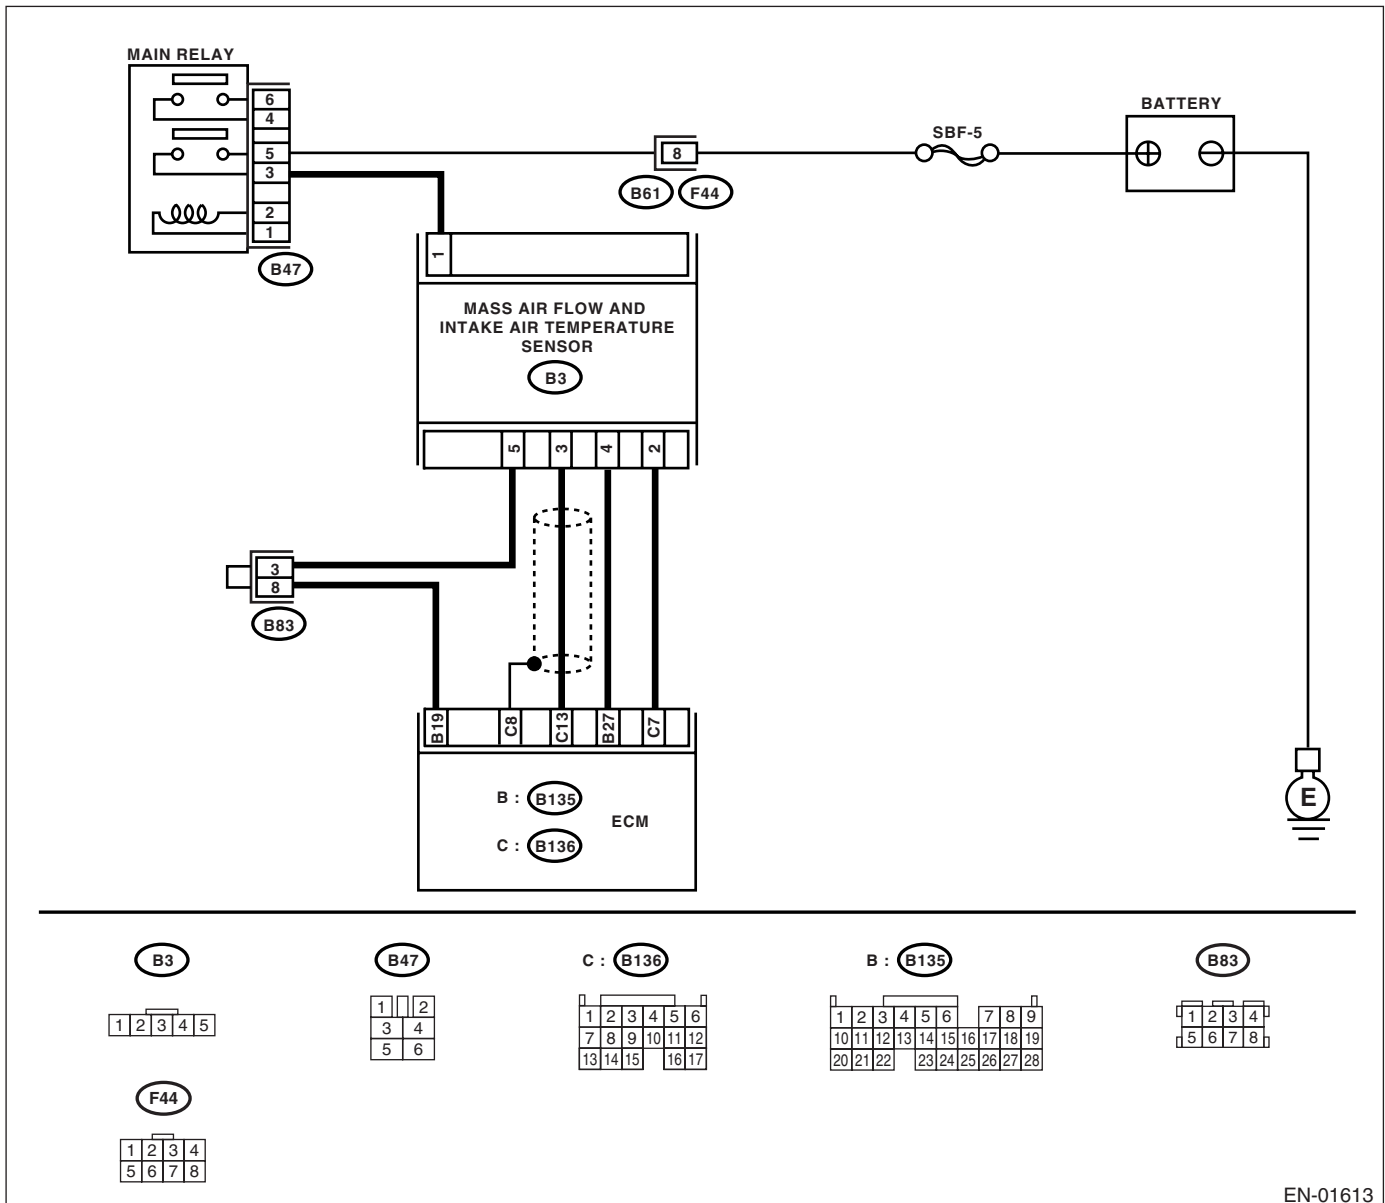 MAIN RELAY
6
4
5
3
2
1
B47
8
B61 F44
SBF-5
BATTERY
1
MASS AIR FLOW AND
INTAKE AIR TEMPERATURE
SENSOR
B3
5 3 4 2
3
8
B83
B19 C8 C13 B27 C7
B : B135
ECM
C : B136
E
B3
1 2 3 4 5
B47
1 2
3 4
5 6
C : B136
1 2 3 4 5 6
7 8 9 10 11 12
13 14 15 16 17
B : B135
1 2 3 4 5 6 7 8 9
10 11 12 13 14 15 16 17 18 19
20 21 22 23 24 25 26 27 28
B83
1 2 3 4
5 6 7 8
F44
1 2 3 4
5 6 7 8
EN-01613